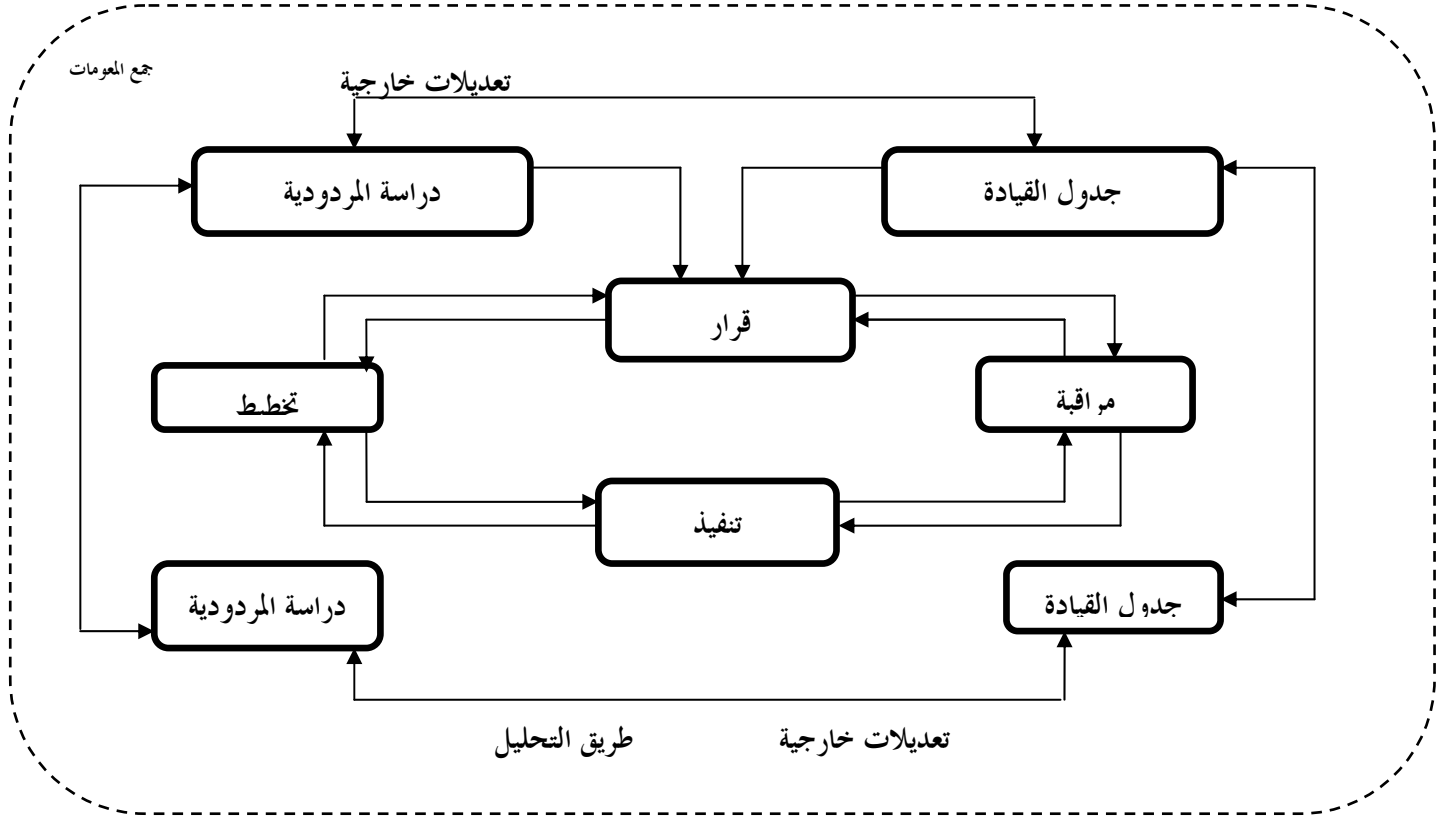 جمع المعومات
تعديلات خارجية
جدول القيادة
دراسة المردودية
قرار
مراقبة
تخطيط
تنفيذ
جدول القيادة
دراسة المردودية
تعديلات خارجية
طريق التحليل